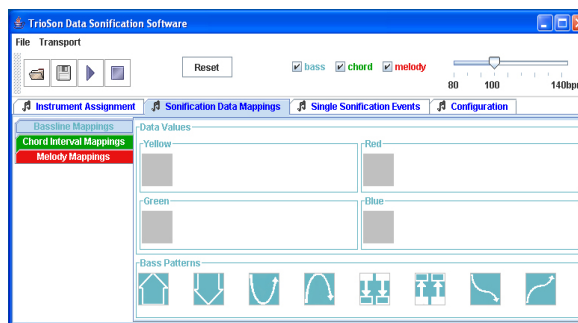 TrioSon Data Sonification Software
File Transport
Reset bass chord melody
80 100 140bpm
Instrument Assignment Sonification Data Mappings Single Sonification Events Configuration
Bassline Mappings
Chord Interval Mappings
Melody Mappings
Data Values
Yellow Red
Green Blue
Bass Patterns